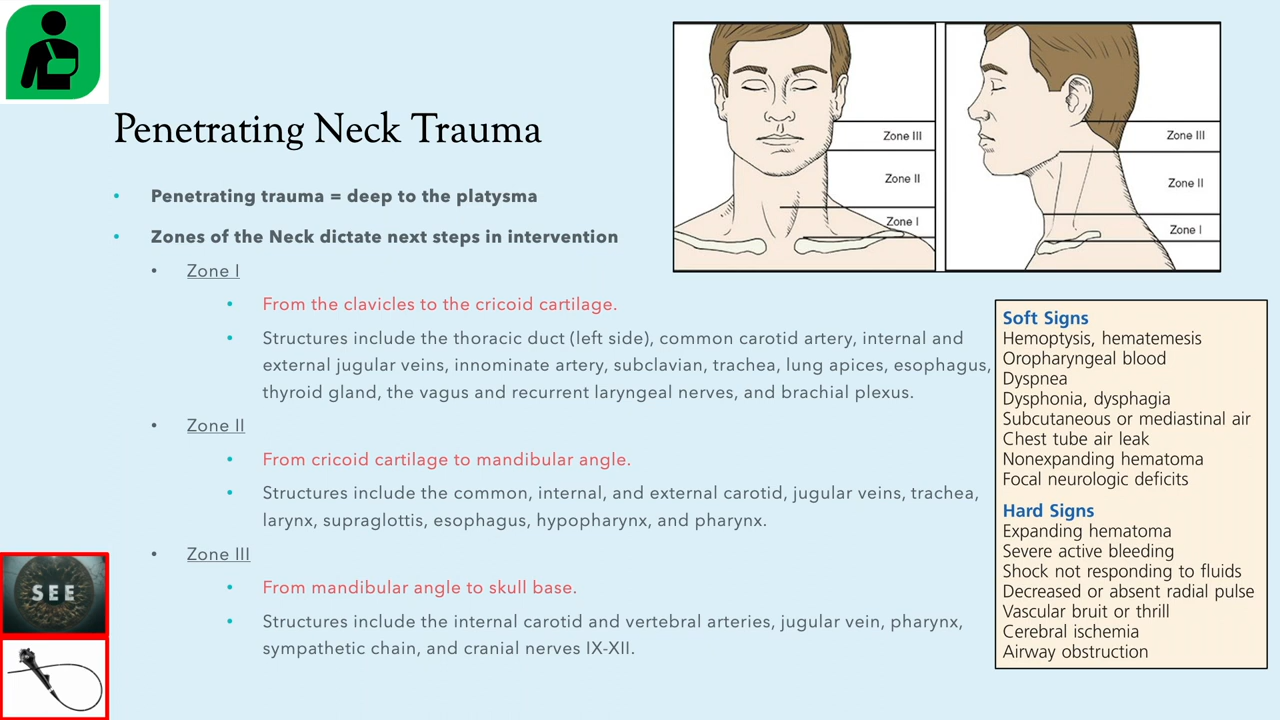 Penetrating Neck Trauma
Penetrating trauma = deep to the platysma
Zones of the Neck dictate next steps in intervention
Zone I
From the clavicles to the cricoid cartilage.
Structures include the thoracic duct (left side), common carotid artery, internal and
external jugular veins, innominate artery, subclavian, trachea, lung apices, esophagus,
thyroid gland, the vagus and recurrent laryngeal nerves, and brachial plexus.
Zone II
From cricoid cartilage to mandibular angle.
Structures include the common, internal, and external carotid, jugular veins, trachea,
larynx, supraglottis, esophagus, hypopharynx, and pharynx.
Zone III
From mandibular angle to skull base.
Structures include the internal carotid and vertebral arteries, jugular vein, pharynx,
sympathetic chain, and cranial nerves IX-XII.
Zone III
Zone II
Zone I
Zone III
Zone II
Zone I
Soft Signs
Hemoptysis, hematemesis
Oropharyngeal blood
Dyspnea
Dysphonia, dysphagia
Subcutaneous or mediastinal air
Chest tube air leak
Nonexpanding hematoma
Focal neurologic deficits
Hard Signs
Expanding hematoma
Severe active bleeding
Shock not responding to fluids
Decreased or absent radial pulse
Vascular bruit or thrill
Cerebral ischemia
Airway obstruction
SEE